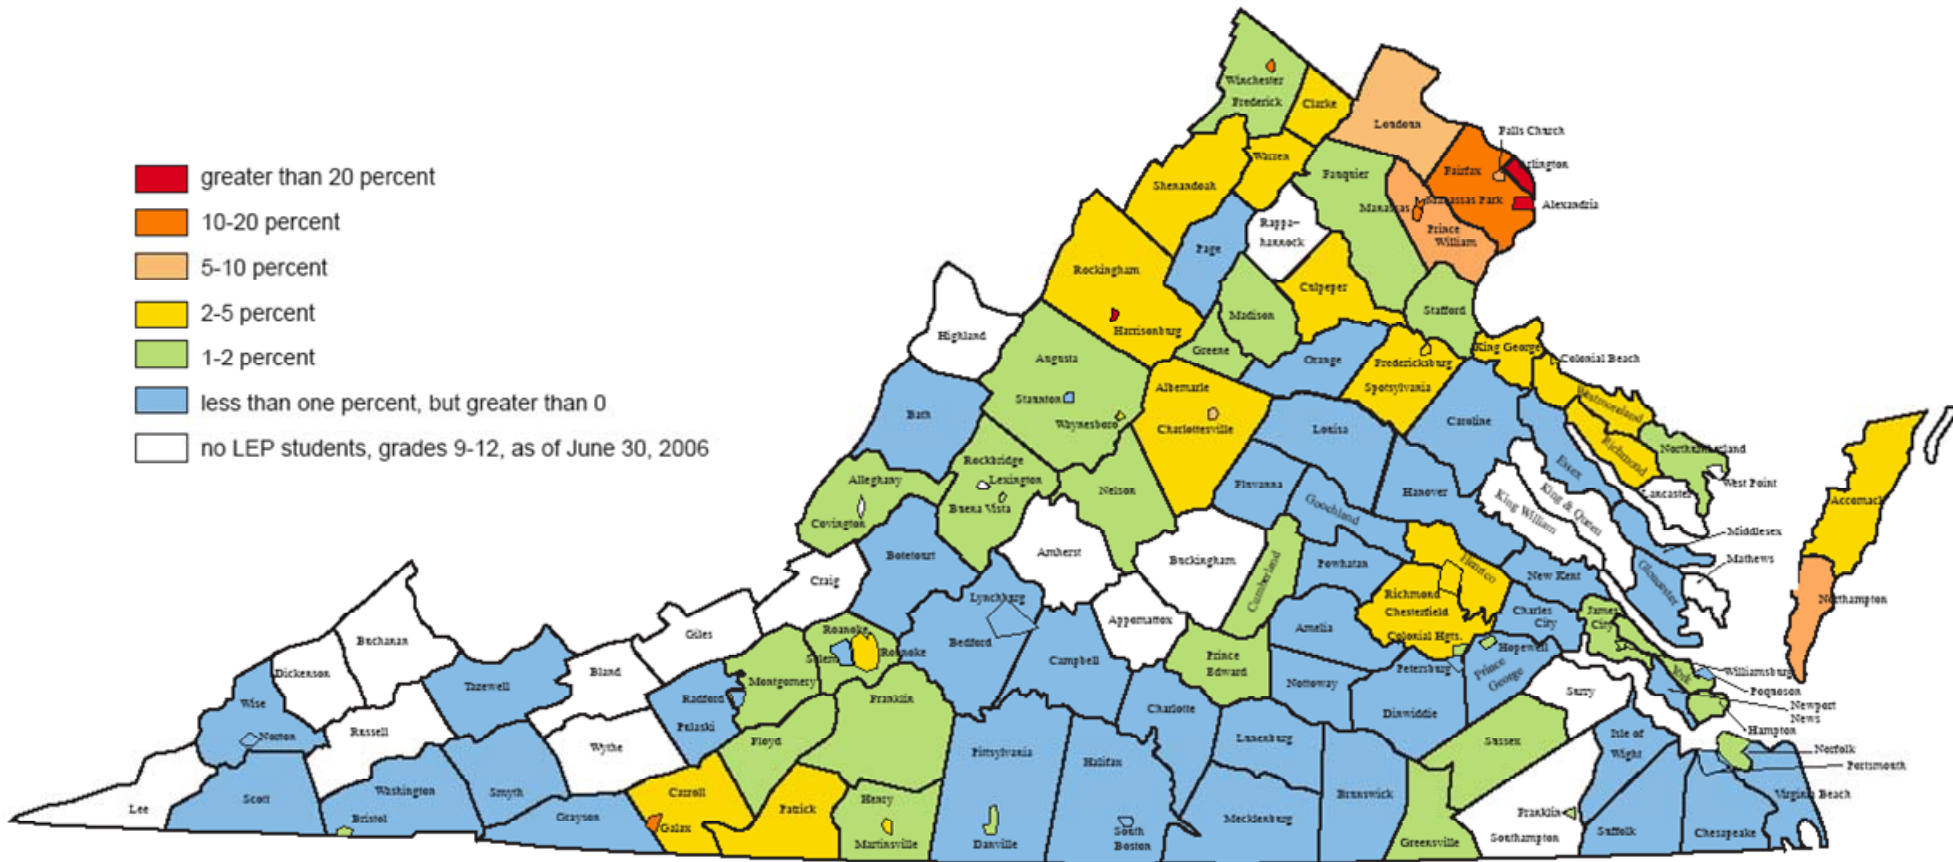 greater than 20 percent
10-20 percent
5-10 percent
2-5 percent
1-2 percent
less than one percent, but greater than 0
no LEP students, grades 9-12, as of June 30, 2006
Winchester
Frederick
Clarke
Loudoun
Falls Church
Arlington
Fairfax
Warren
Shenandoah
Fauquier
Manassas
Manassas Park
Alexandria
Prince
William
Rappa-
hannock
Page
Rockingham
Harrisonburg
Culpeper
Madison
Greene
Stafford
Highland
Augusta
Staunton
Waynesboro
Orange
Fredericksburg
Spotsylvania
King George
Colonial Beach
Westmoreland
Richmond
Northumberland
Albemarle
Charlottesville
Bath
Louisa
Caroline
Essex
Lancaster
West Point
Accomack
Rockbridge
Lexington
Buena Vista
Nelson
Alleghany
Covington
Fluvanna
Goochland
Hanover
King William
King & Queen
Middlesex
Mathews
Gloucester
Northampton
Botetourt
Amherst
Buckingham
Cumberland
Powhatan
Henrico
Richmond
Chesterfield
Colonial Hgts.
New Kent
Charles
City
James
City
Craig
Lynchburg
Bedford
Appomattox
Amelia
Buchanan
Giles
Roanoke
Salem
Roanoke
Campbell
Prince
Edward
Nottoway
Petersburg
Hopewell
Prince
George
Surry
York
Williamsburg
Poquoson
Newport
News
Hampton
Norfolk
Portsmouth
Virginia Beach
Dickenson
Wise
Norton
Russell
Tazewell
Bland
Radford
Pulaski
Montgomery
Franklin
Charlotte
Dinwiddie
Sussex
Isle of
Wight
Lee
Scott
Washington
Bristol
Smyth
Wythe
Grayson
Carroll
Galax
Floyd
Patrick
Henry
Martinsville
Pittsylvania
Danville
Halifax
South
Boston
Lunenburg
Mecklenburg
Brunswick
Greensville
Franklin
Southampton
Suffolk
Chesapeake